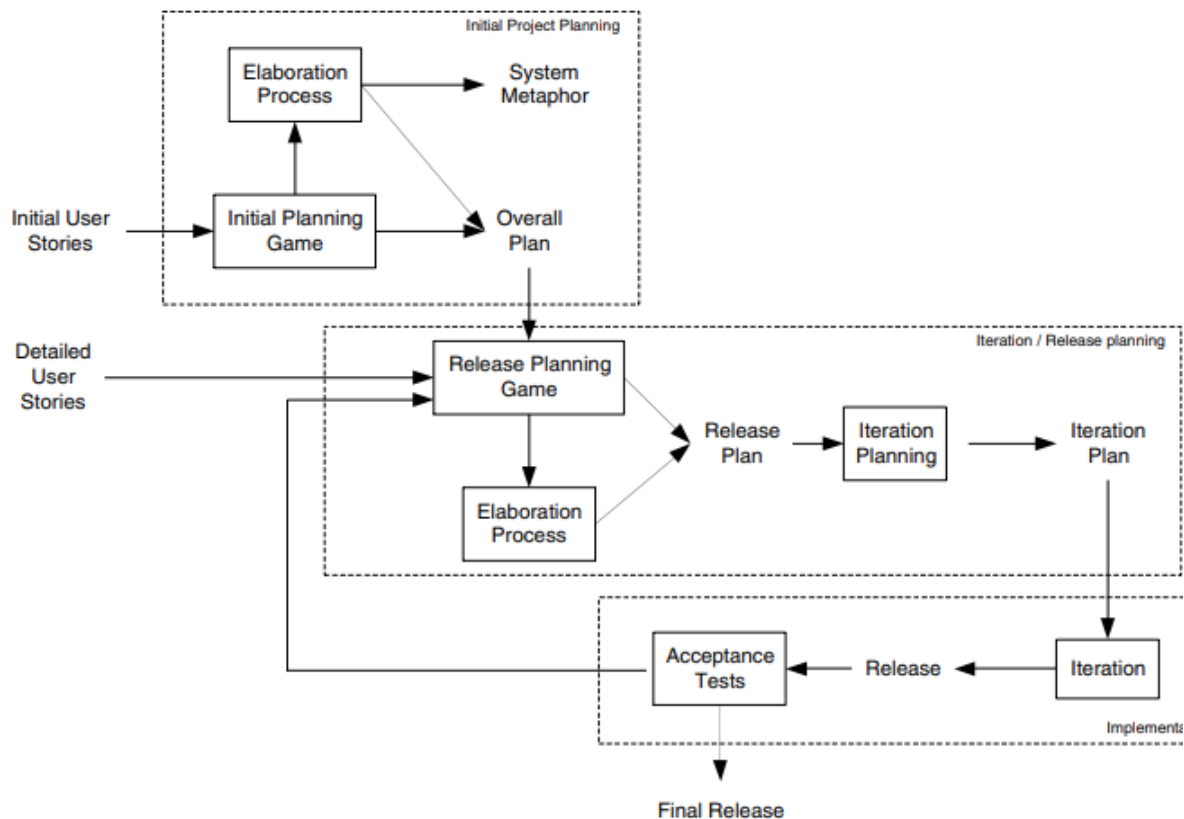 Initial Project Planning
Elaboration
Process
System
Metaphor
Initial User
Stories
Initial Planning
Game
Overall
Plan
Iteration / Release planning
Detailed
User
Stories
Release Planning
Game
Release
Plan
Iteration
Planning
Iteration
Plan
Elaboration
Process
Acceptance
Tests
Release
Iteration
Implementa
Final Release